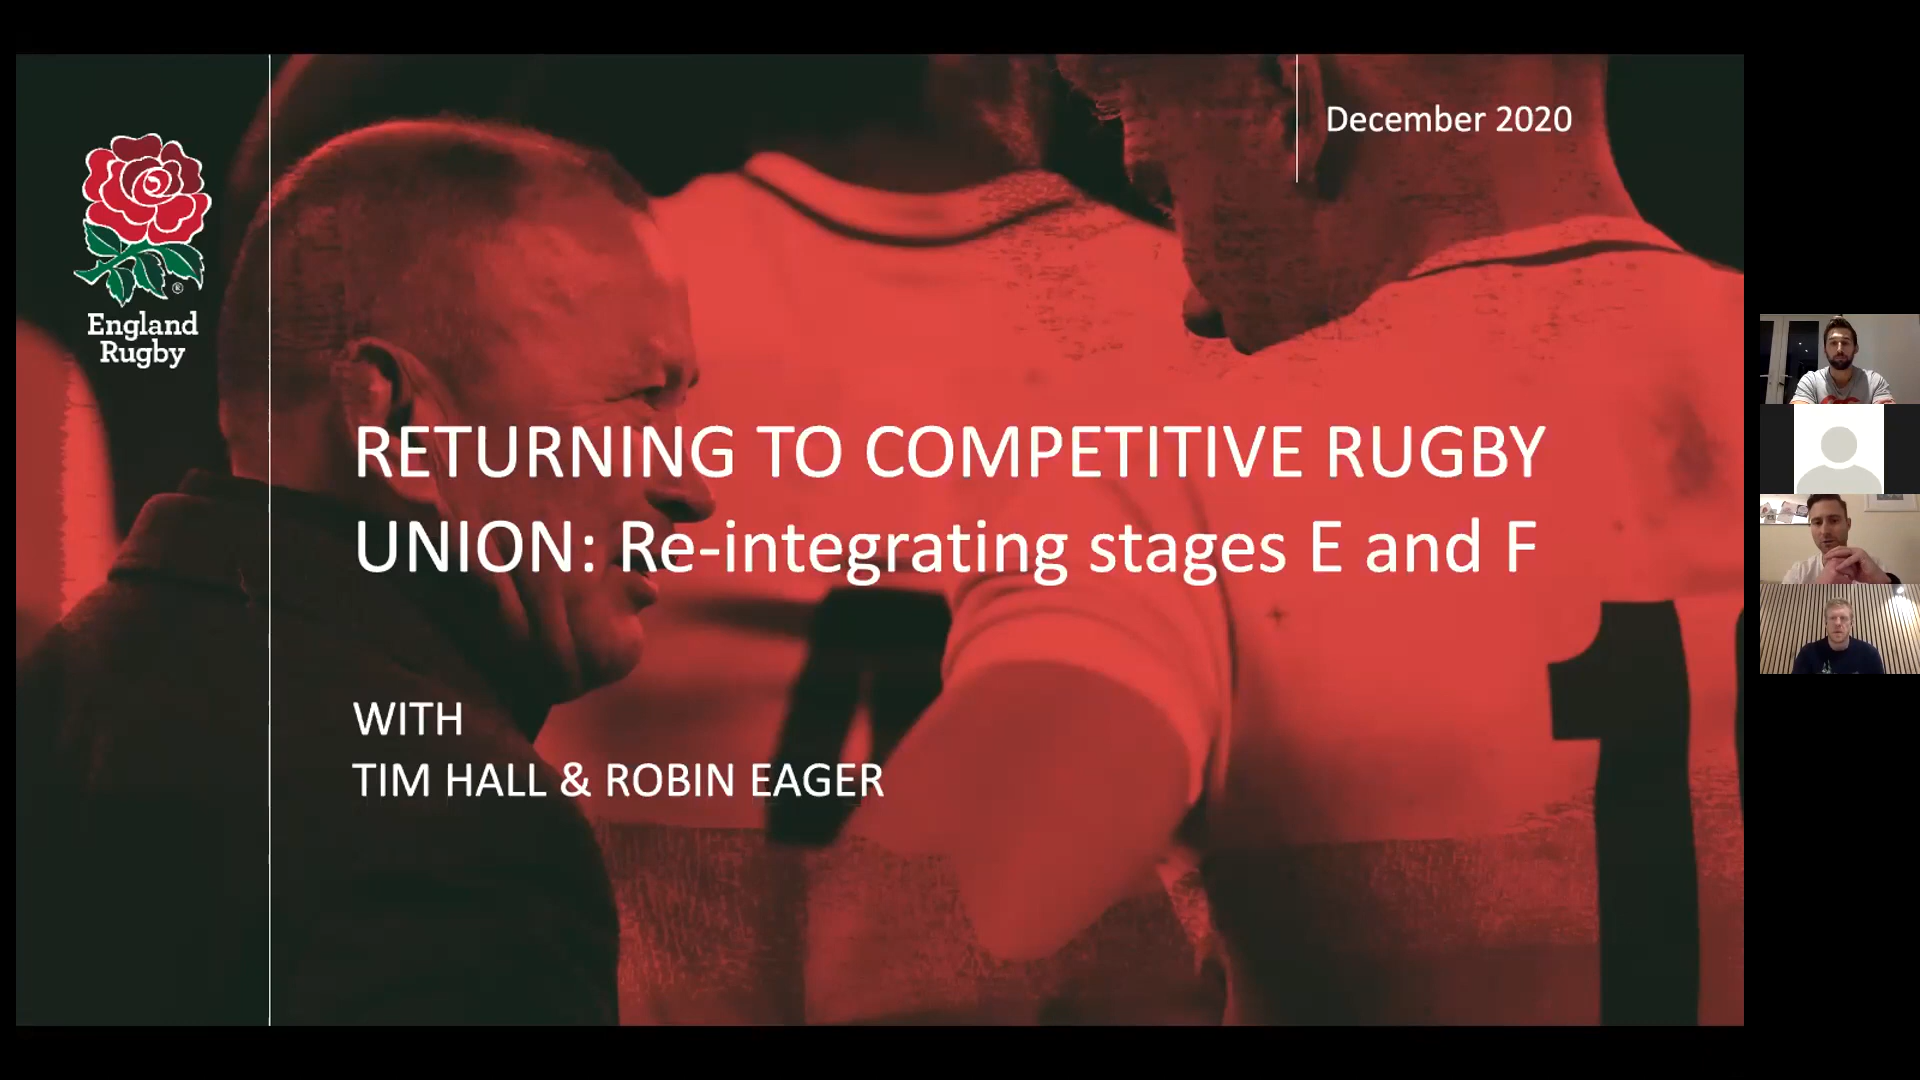 December 2020
England
Rugby
RETURNING TO COMPETITIVE RUGBY
UNION: Re-integrating stages E and F
WITH
TIM HALL & ROBIN EAGER